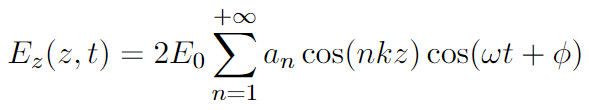 E_z(z, t) = 2E_0 \sum_{n=1}^{+\infty} a_n \cos(nkz) \cos(\omega t + \phi)